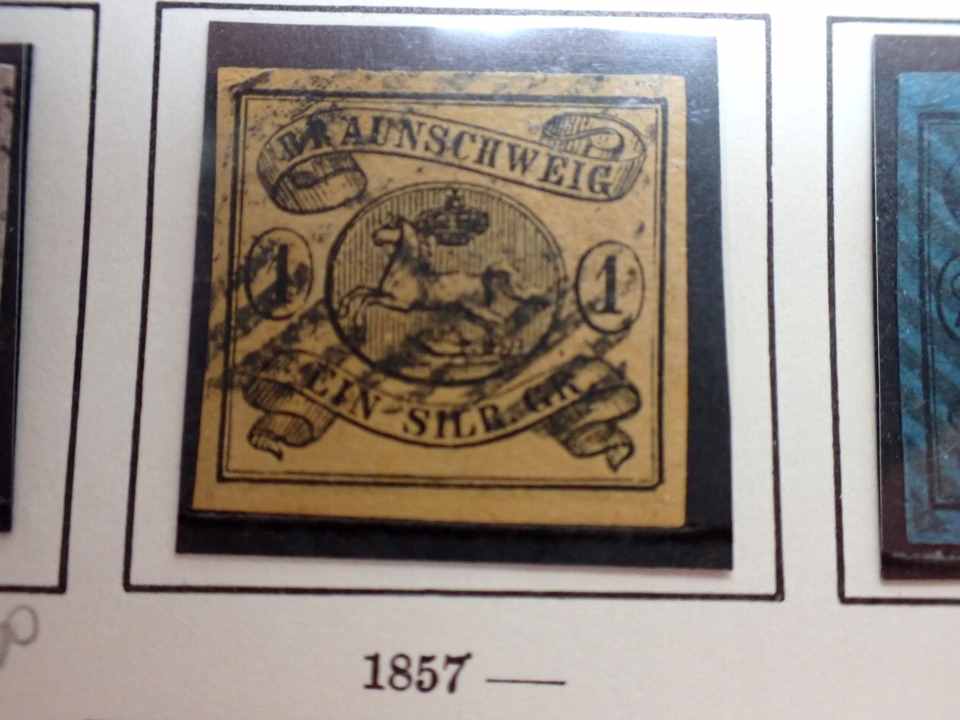 BRAUNSCHWEIG
1 1
EIN SILB. GR.
1857 —